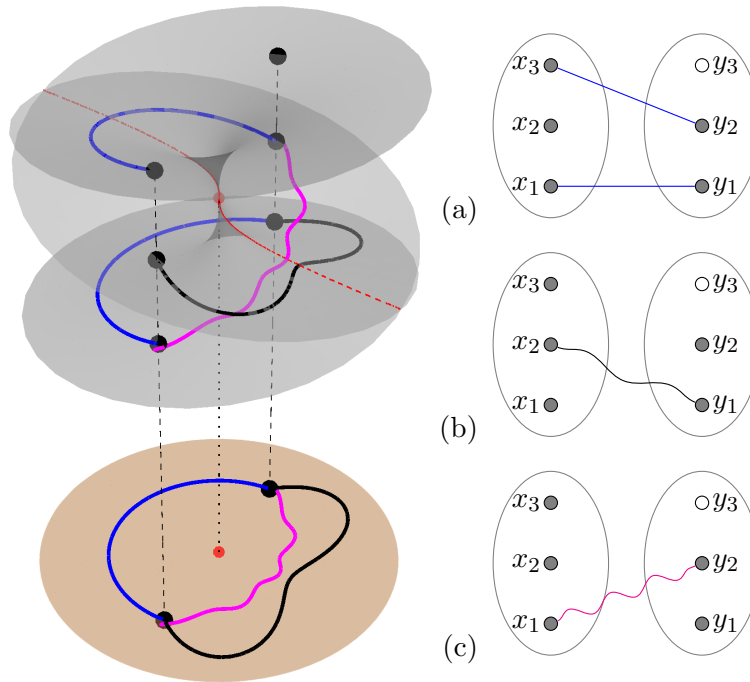 x₃ y₃
x₂ y₂
x₁ y₁
(a)
x₃ y₃
x₂ y₂
x₁ y₁
(b)
x₃ y₃
x₂ y₂
x₁ y₁
(c)